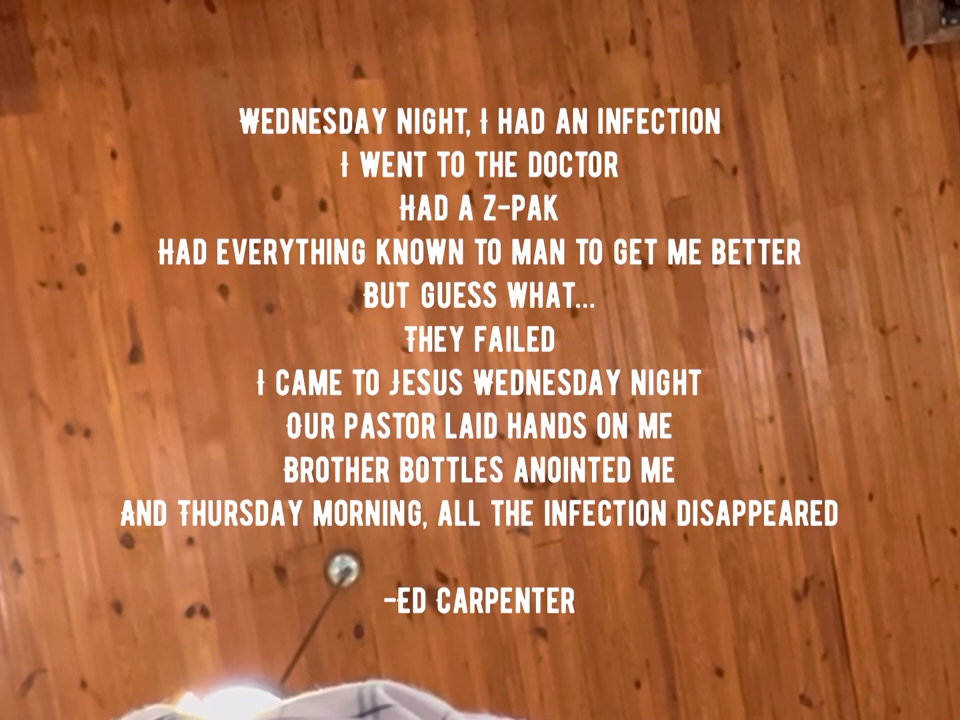 Wednesday night, I had an infection
I went to the doctor
Had a Z-Pak
Had everything known to man to get me better
But guess what...
They failed
I came to Jesus Wednesday night
Our pastor laid hands on me
Brother Bottles anointed me
And Thursday morning, all the infection disappeared
-Ed Carpenter